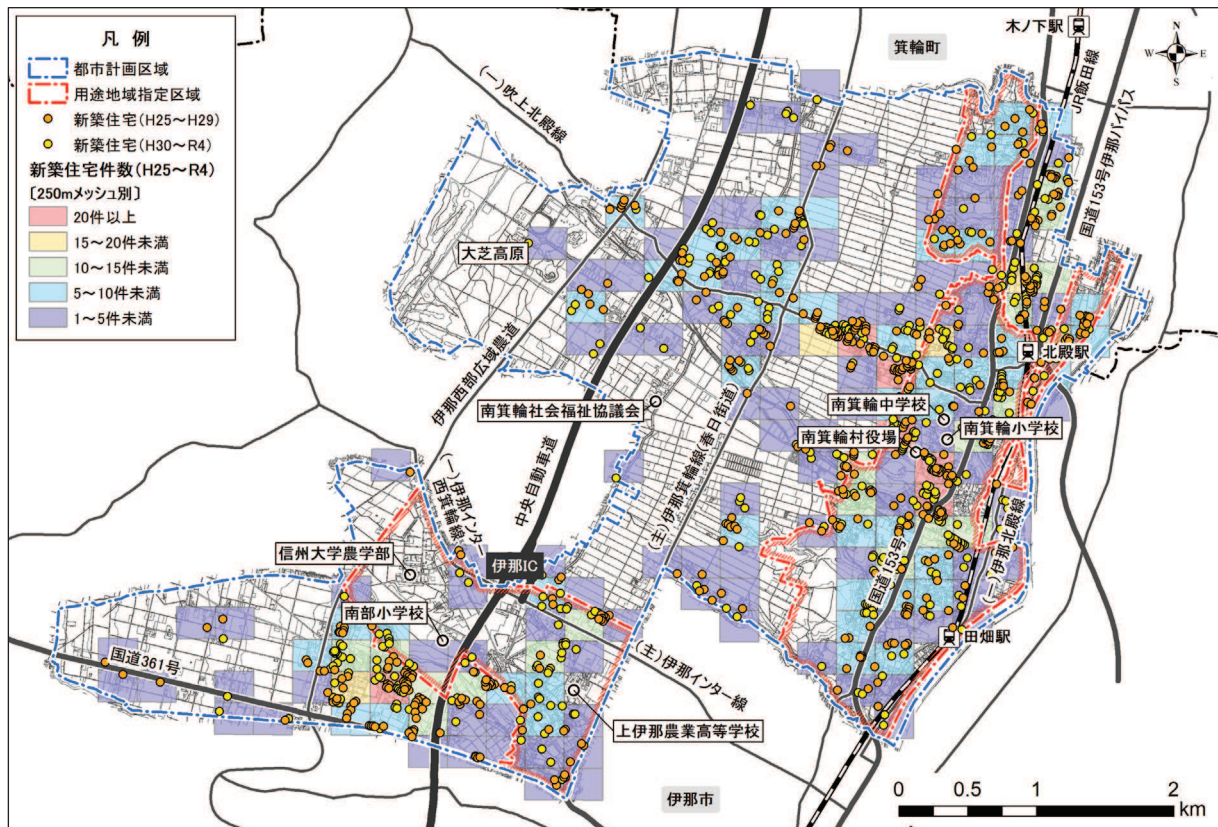 凡 例
都市計画区域
用途地域指定区域
新築住宅(H25~H29)
新築住宅(H30~R4)
新築住宅件数(H25~R4)
〔250mメッシュ別〕
20件以上
15~20件未満
10~15件未満
5~10件未満
1~5件未満
箕輪町
木ノ下駅
N
W
E
S
JR飯田線
国道153号伊那バイパス
(一)吹上北殿線
大芝高原
伊那西部広域農道
北殿駅
南箕輪社会福祉協議会
南箕輪中学校
南箕輪小学校
南箕輪村役場
中央自動車道
(主)伊那箕輪線(春日街道)
(一)伊那インター
西箕輪線
信州大学農学部
伊那IC
南部小学校
国道153号
(一)伊那北殿線
田畑駅
国道361号
(主)伊那インター線
上伊那農業高等学校
伊那市
0 0.5 1 2
km